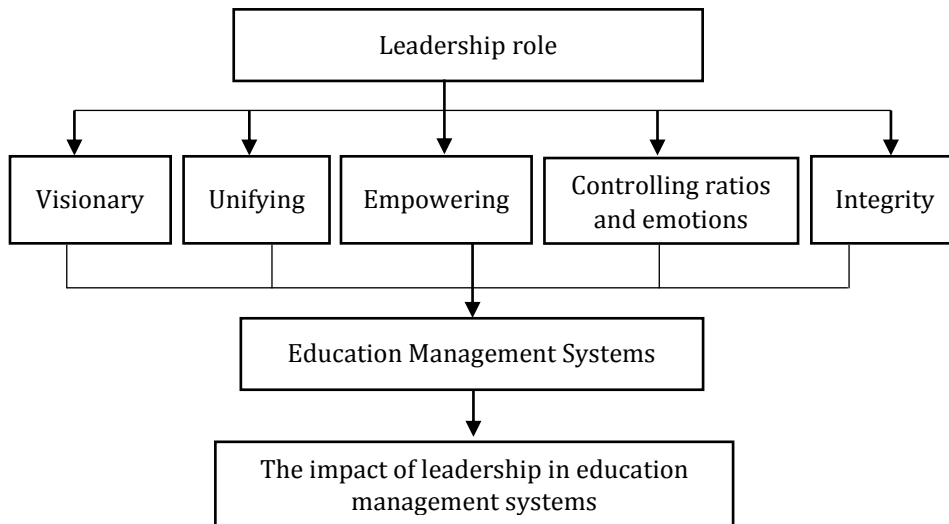 Leadership role
Visionary
Unifying
Empowering
Controlling ratios
and emotions
Integrity
Education Management Systems
The impact of leadership in education
management systems